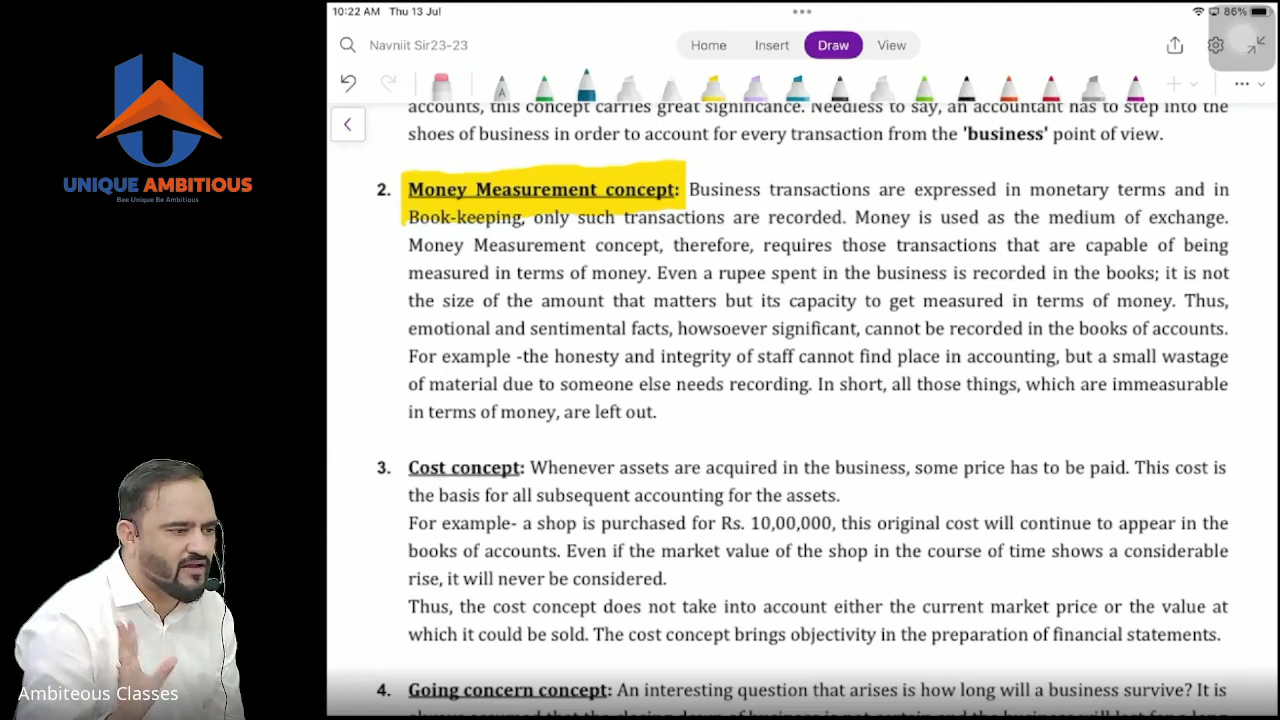 10:22 AM Thu 13 Jul
86%
Navniit Sir23-23
Home Insert Draw View
UNIQUE AMBITIOUS
Bee Unique Be Ambitious
accounts, this concept carries great significance. Needless to say, an accountant has to step into the
shoes of business in order to account for every transaction from the 'business' point of view.
2. Money Measurement concept: Business transactions are expressed in monetary terms and in
Book-keeping, only such transactions are recorded. Money is used as the medium of exchange.
Money Measurement concept, therefore, requires those transactions that are capable of being
measured in terms of money. Even a rupee spent in the business is recorded in the books; it is not
the size of the amount that matters but its capacity to get measured in terms of money. Thus,
emotional and sentimental facts, howsoever significant, cannot be recorded in the books of accounts.
For example -the honesty and integrity of staff cannot find place in accounting, but a small wastage
of material due to someone else needs recording. In short, all those things, which are immeasurable
in terms of money, are left out.
3. Cost concept: Whenever assets are acquired in the business, some price has to be paid. This cost is
the basis for all subsequent accounting for the assets.
For example- a shop is purchased for Rs. 10,00,000, this original cost will continue to appear in the
books of accounts. Even if the market value of the shop in the course of time shows a considerable
rise, it will never be considered.
Thus, the cost concept does not take into account either the current market price or the value at
which it could be sold. The cost concept brings objectivity in the preparation of financial statements.
4. Going concern concept: An interesting question that arises is how long will a business survive? It is
Ambiteous Classes